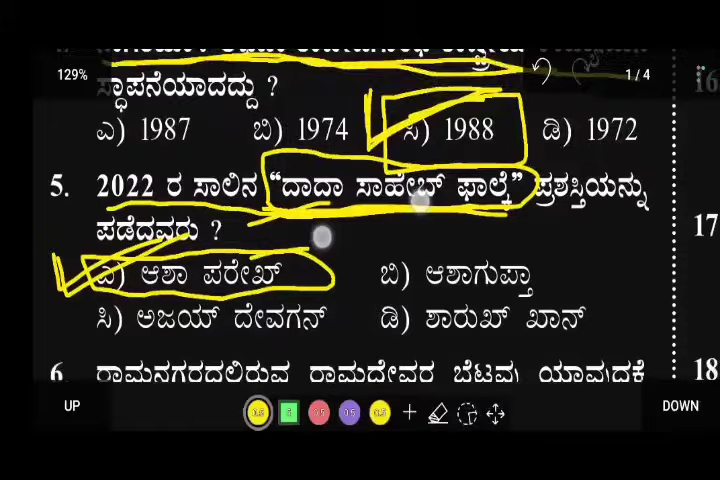 129%
1/4
16
ಸ್ಥಾಪನೆಯಾದದ್ದು ?
ಎ) 1987 ಬಿ) 1974 ಸಿ) 1988 ಡಿ) 1972
5. 2022 ರ ಸಾಲಿನ “ದಾದಾ ಸಾಹೇಬ್ ಫಾಲ್ಕೆ” ಪ್ರಶಸ್ತಿಯನ್ನು
ಪಡೆದವರು ?
17
ಎ) ಆಶಾ ಪರೇಖ್ ಬಿ) ಆಶಾಗುಪ್ತಾ
ಸಿ) ಅಜಯ್ ದೇವಗನ್ ಡಿ) ಶಾರುಖ್ ಖಾನ್
6. ರಾಮನಗರದಲ್ಲಿರುವ ರಾಮದೇವರ ಬೆಟ್ಟವು ಯಾವುದಕ್ಕೆ
18
UP
DOWN